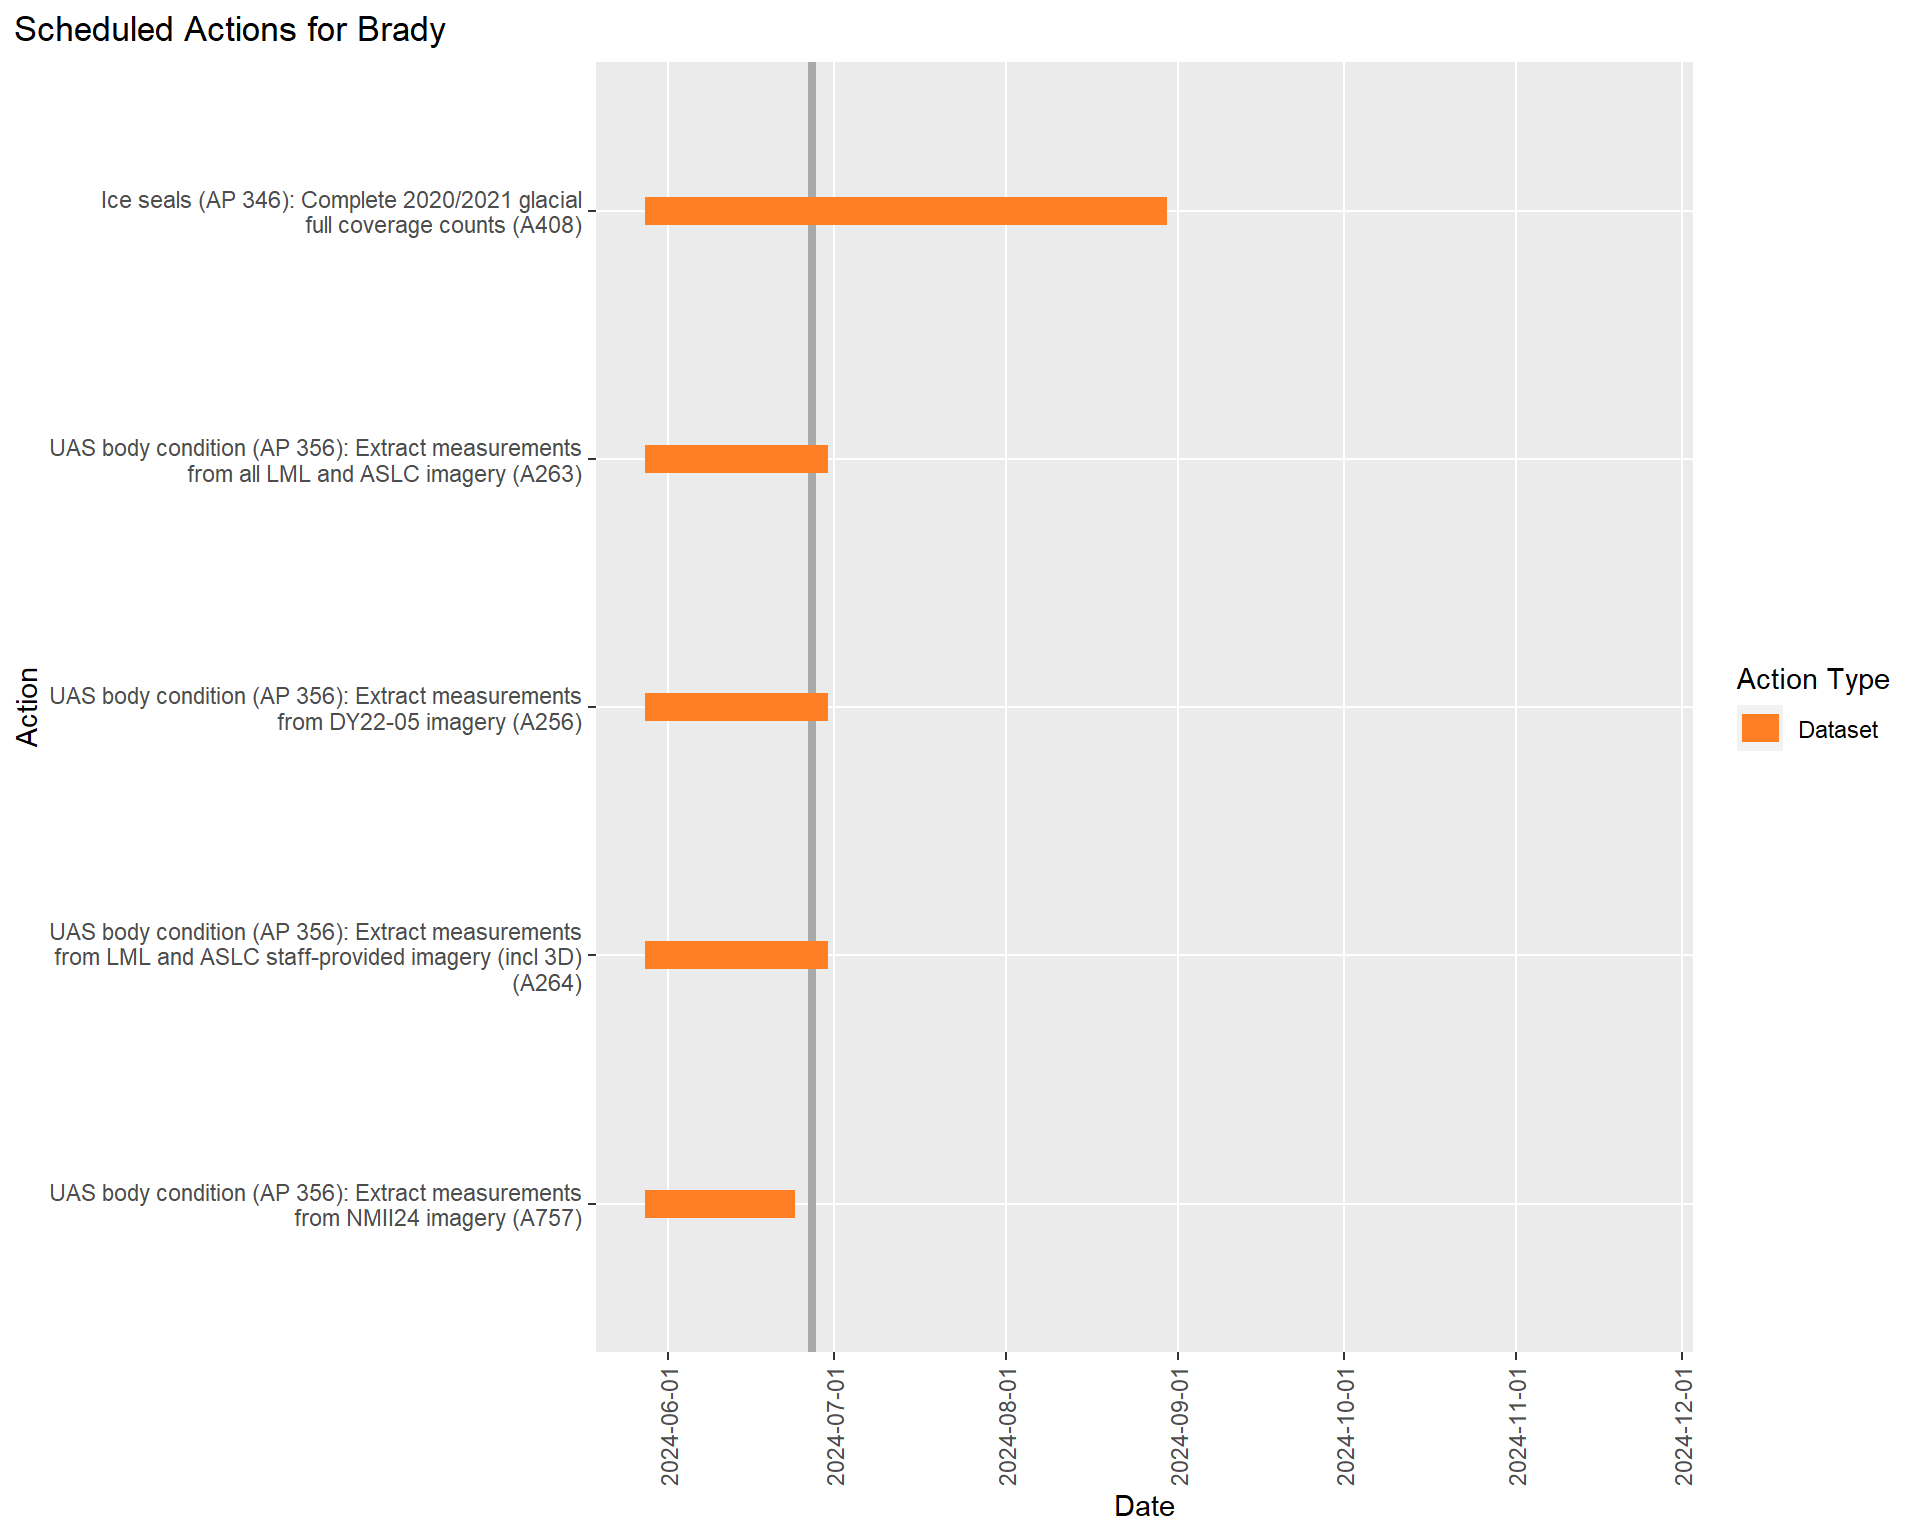 Scheduled Actions for Brady
Ice seals (AP 346): Complete 2020/2021 glacial
full coverage counts (A408)
UAS body condition (AP 356): Extract measurements
from all LML and ASLC imagery (A263)
UAS body condition (AP 356): Extract measurements
from DY22-05 imagery (A256)
UAS body condition (AP 356): Extract measurements
from LML and ASLC staff-provided imagery (incl 3D)
(A264)
UAS body condition (AP 356): Extract measurements
from NMII24 imagery (A757)
Action
2024-06-01
2024-07-01
2024-08-01
2024-09-01
2024-10-01
2024-11-01
2024-12-01
Date
Action Type
Dataset